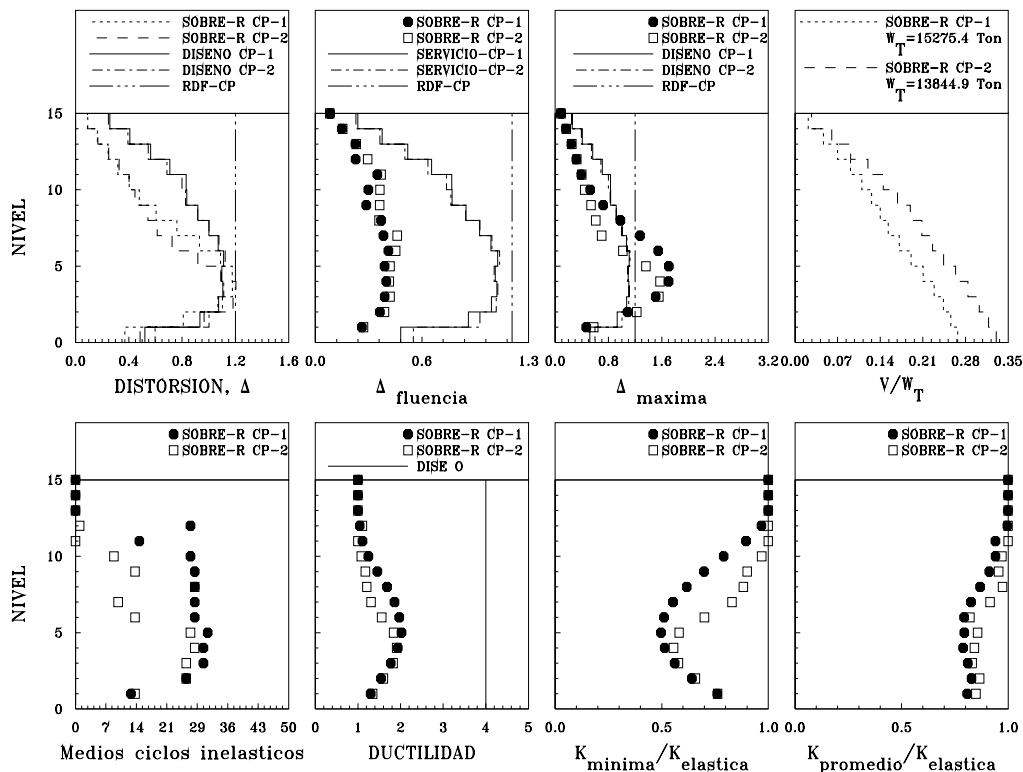 SOBRE-R CP-1
SOBRE-R CP-2
DISENO CP-1
DISENO CP-2
RDF-CP
NIVEL
15
10
5
0
0.0 0.4 0.8 1.2 1.6
DISTORSION, Δ
SOBRE-R CP-1
SOBRE-R CP-2
SERVICIO-CP-1
SERVICIO-CP-2
RDF-CP
0.0 0.6 1.3
Δ fluencia
SOBRE-R CP-1
SOBRE-R CP-2
DISENO CP-1
DISENO CP-2
RDF-CP
0.0 0.8 1.6 2.4 3.2
Δ maxima
SOBRE-R CP-1
W_T=15275.4 Ton
SOBRE-R CP-2
W_T=13844.9 Ton
0.00 0.07 0.14 0.21 0.28 0.35
V/W_T
SOBRE-R CP-1
SOBRE-R CP-2
NIVEL
15
10
5
0
0 7 14 22 29 36 43 50
Medios ciclos inelasticos
SOBRE-R CP-1
SOBRE-R CP-2
DISE O
0 1 2 3 4 5
DUCTILIDAD
SOBRE-R CP-1
SOBRE-R CP-2
0.0 0.5 1.0
K minima/K elastica
SOBRE-R CP-1
SOBRE-R CP-2
0.0 0.5 1.0
K promedio/K elastica